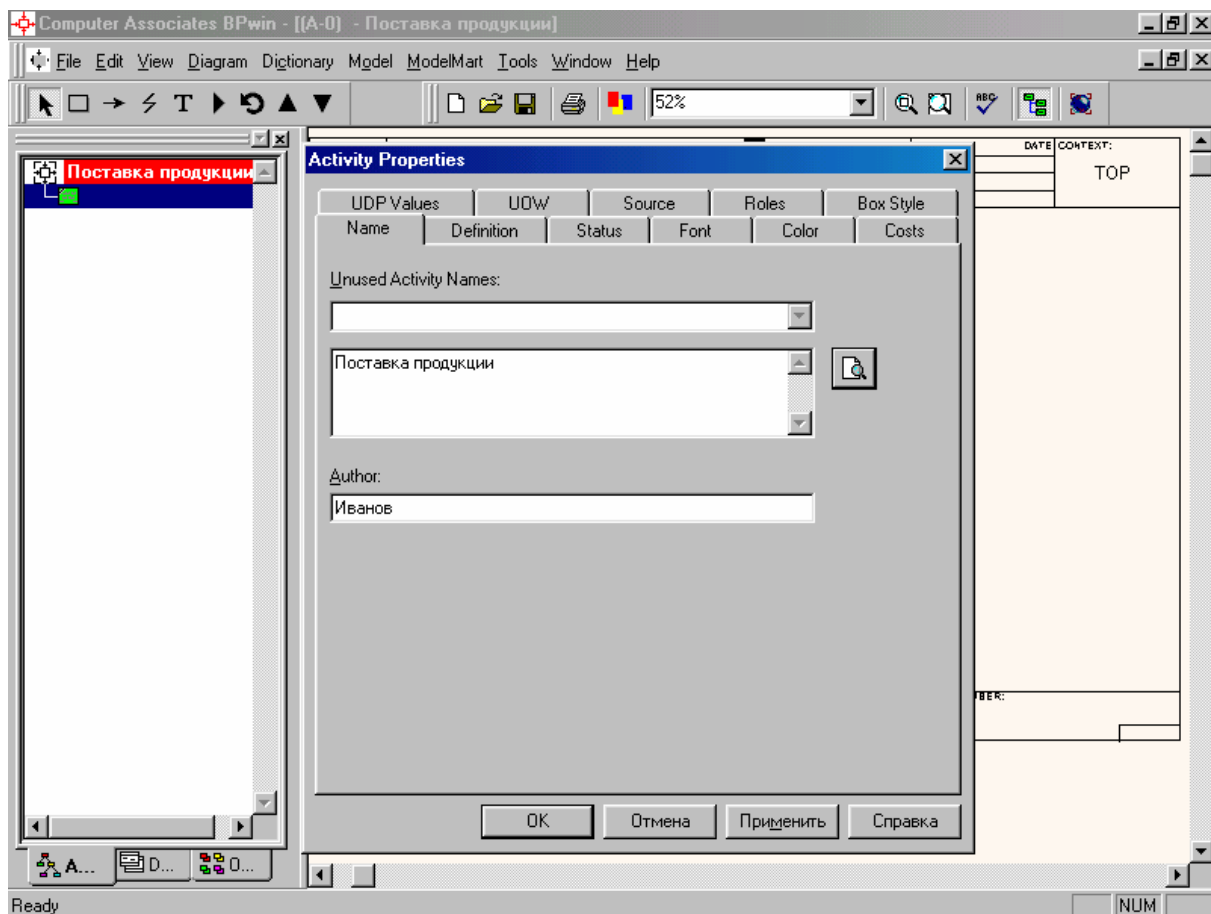 Computer Associates BPwin - [(A-0) - Поставка продукции]
File Edit View Diagram Dictionary Model ModelMart Tools Window Help
T
52%
ABC
Поставка продукции
DATE CONTEXT:
TOP
Activity Properties
UDP Values UOW Source Roles Box Style
Name Definition Status Font Color Costs
Unused Activity Names:
Поставка продукции
Author:
Иванов
OK Отмена Применить Справка
A... D... O...
Ready
NUM